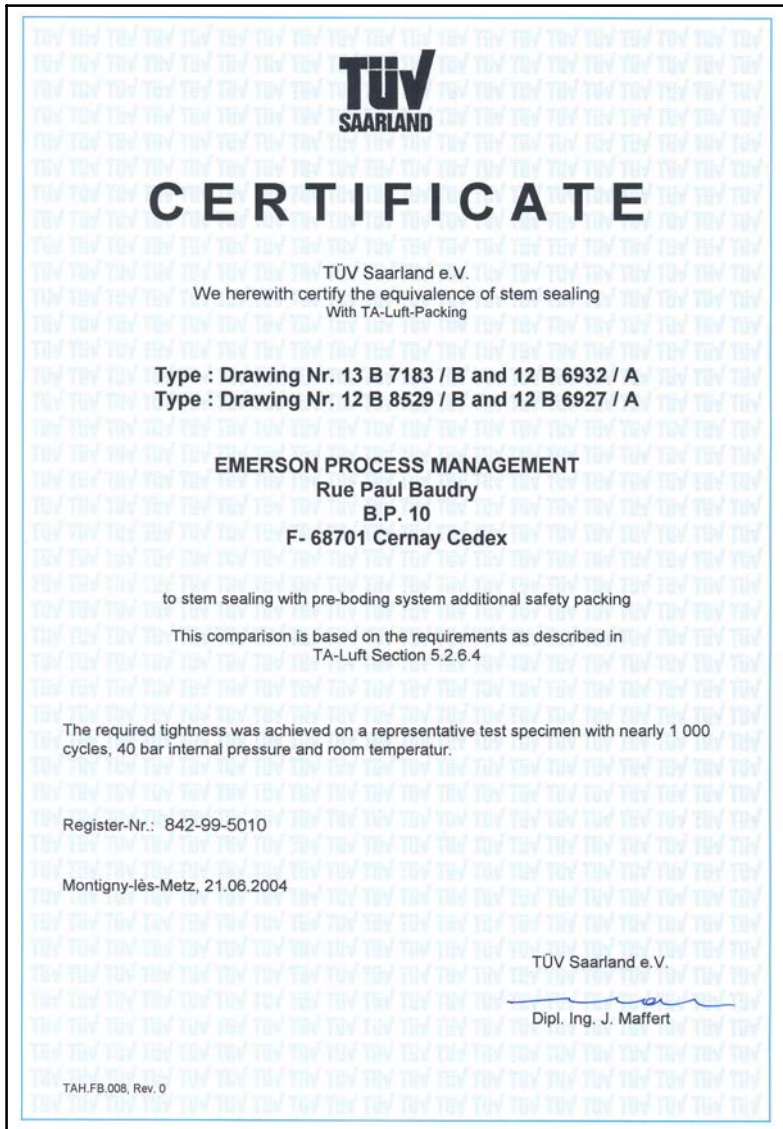 TÜV
SAARLAND
CERTIFICATE
TÜV Saarland e.V.
We herewith certify the equivalence of stem sealing
With TA-Luft-Packing
Type : Drawing Nr. 13 B 7183 / B and 12 B 6932 / A
Type : Drawing Nr. 12 B 8529 / B and 12 B 6927 / A
EMERSON PROCESS MANAGEMENT
Rue Paul Baudry
B.P. 10
F- 68701 Cernay Cedex
to stem sealing with pre-boding system additional safety packing
This comparison is based on the requirements as described in
TA-Luft Section 5.2.6.4
The required tightness was achieved on a representative test specimen with nearly 1 000
cycles, 40 bar internal pressure and room temperatur.
Register-Nr.: 842-99-5010
Montigny-lès-Metz, 21.06.2004
TÜV Saarland e.V.
Dipl. Ing. J. Maffert
TAH.FB.008, Rev. 0